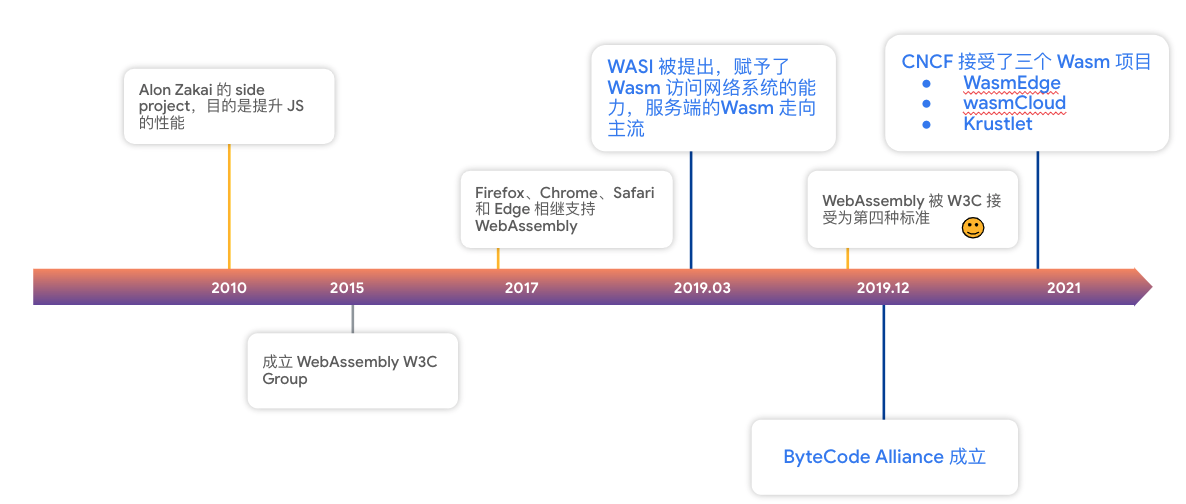 Alon Zakai 的 side
project，目的是提升 JS
的性能
Firefox、Chrome、Safari
和 Edge 相继支持
WebAssembly
WASI 被提出，赋予了
Wasm 访问网络系统的能
力，服务端的Wasm 走向
主流
WebAssembly 被 W3C 接
受为第四种标准
CNCF 接受了三个 Wasm 项目
● WasmEdge
● wasmCloud
● Krustlet
2010 2015 2017 2019.03 2019.12 2021
成立 WebAssembly W3C
Group
ByteCode Alliance 成立